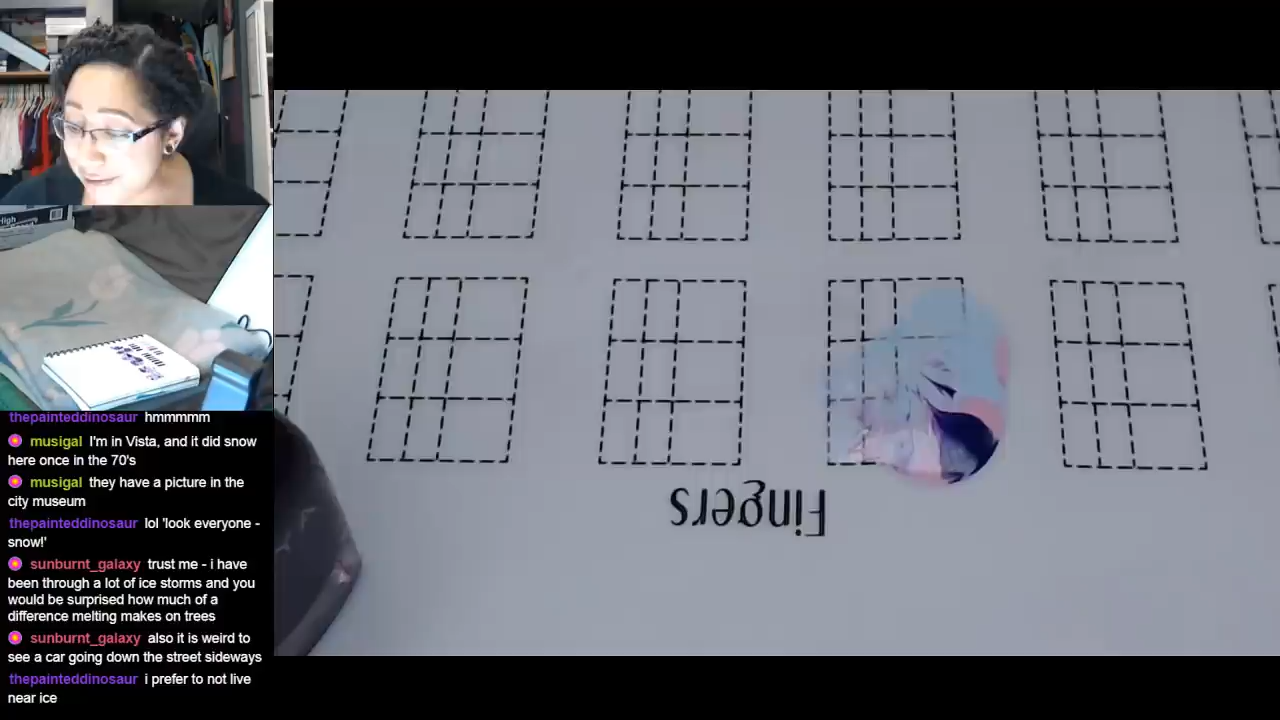 High
thepainteddinosaur hmmmmm
musigal I'm in Vista, and it did snow
here once in the 70's
musigal they have a picture in the
city museum
thepainteddinosaur lol 'look everyone -
snow!'
sunburnt_galaxy trust me - i have
been through a lot of ice storms and you
would be surprised how much of a
difference melting makes on trees
sunburnt_galaxy also it is weird to
see a car going down the street sideways
thepainteddinosaur i prefer to not live
near ice
Fingers